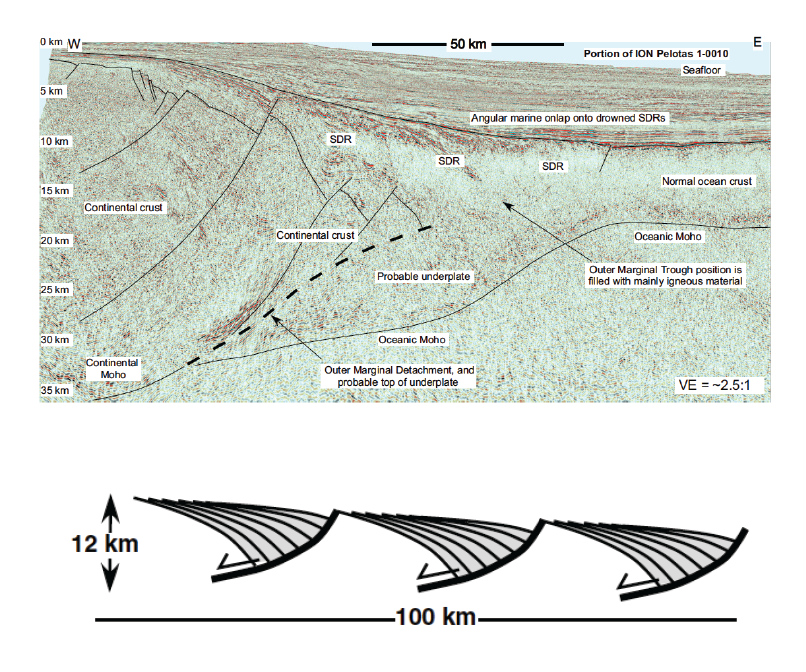 0 km W
50 km
E
Portion of ION Pelotas 1-0010
Seafloor
5 km
Angular marine onlap onto drowned SDRs
10 km
SDR
SDR
SDR
Normal ocean crust
15 km
Continental crust
Continental crust
20 km
Oceanic Moho
Probable underplate
Outer Marginal Trough position is
filled with mainly igneous material
25 km
30 km
Oceanic Moho
Continental
Moho
Outer Marginal Detachment, and
probable top of underplate
35 km
VE = ~2.5:1
12 km
100 km